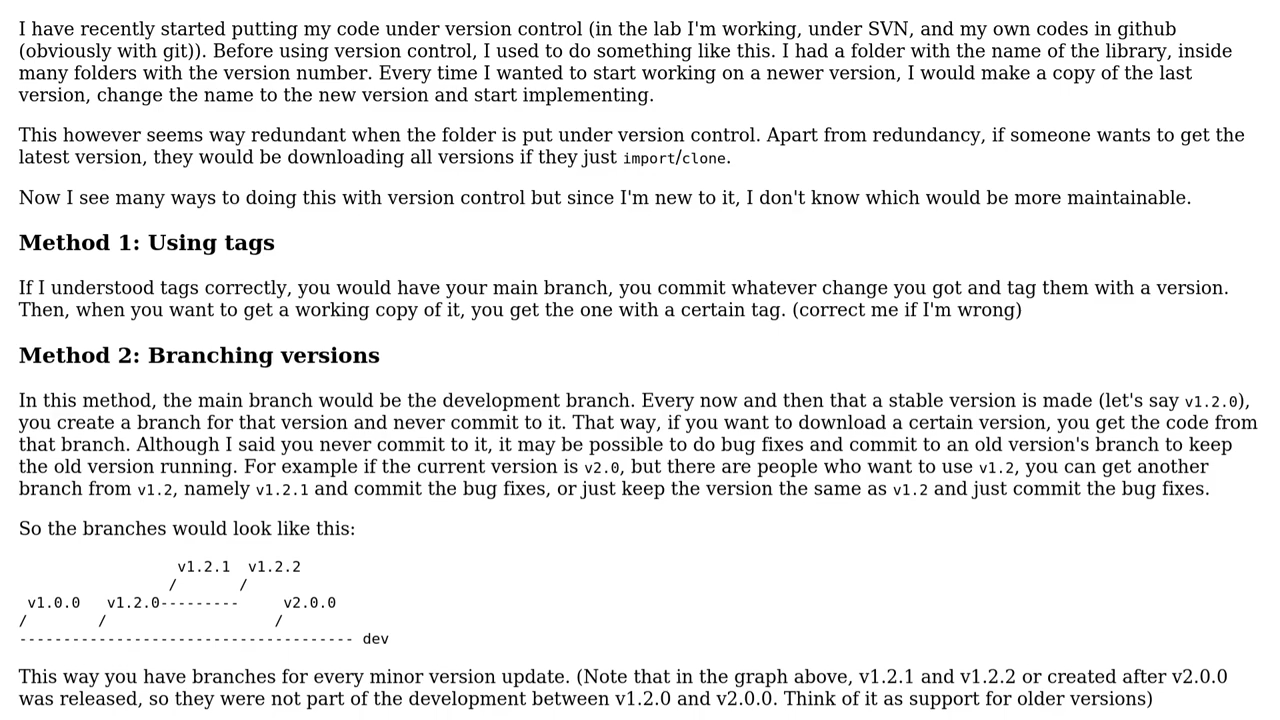 I have recently started putting my code under version control (in the lab I'm working, under SVN, and my own codes in github
(obviously with git)). Before using version control, I used to do something like this. I had a folder with the name of the library, inside
many folders with the version number. Every time I wanted to start working on a newer version, I would make a copy of the last
version, change the name to the new version and start implementing.
This however seems way redundant when the folder is put under version control. Apart from redundancy, if someone wants to get the
latest version, they would be downloading all versions if they just import/clone.
Now I see many ways to doing this with version control but since I'm new to it, I don't know which would be more maintainable.
Method 1: Using tags
If I understood tags correctly, you would have your main branch, you commit whatever change you got and tag them with a version.
Then, when you want to get a working copy of it, you get the one with a certain tag. (correct me if I'm wrong)
Method 2: Branching versions
In this method, the main branch would be the development branch. Every now and then that a stable version is made (let's say v1.2.0),
you create a branch for that version and never commit to it. That way, if you want to download a certain version, you get the code from
that branch. Although I said you never commit to it, it may be possible to do bug fixes and commit to an old version's branch to keep
the old version running. For example if the current version is v2.0, but there are people who want to use v1.2, you can get another
branch from v1.2, namely v1.2.1 and commit the bug fixes, or just keep the version the same as v1.2 and just commit the bug fixes.
So the branches would look like this:
                  v1.2.1  v1.2.2
                 /       /
 v1.0.0   v1.2.0---------     v2.0.0
/        /                   /
-------------------------------------- dev
This way you have branches for every minor version update. (Note that in the graph above, v1.2.1 and v1.2.2 or created after v2.0.0
was released, so they were not part of the development between v1.2.0 and v2.0.0. Think of it as support for older versions)